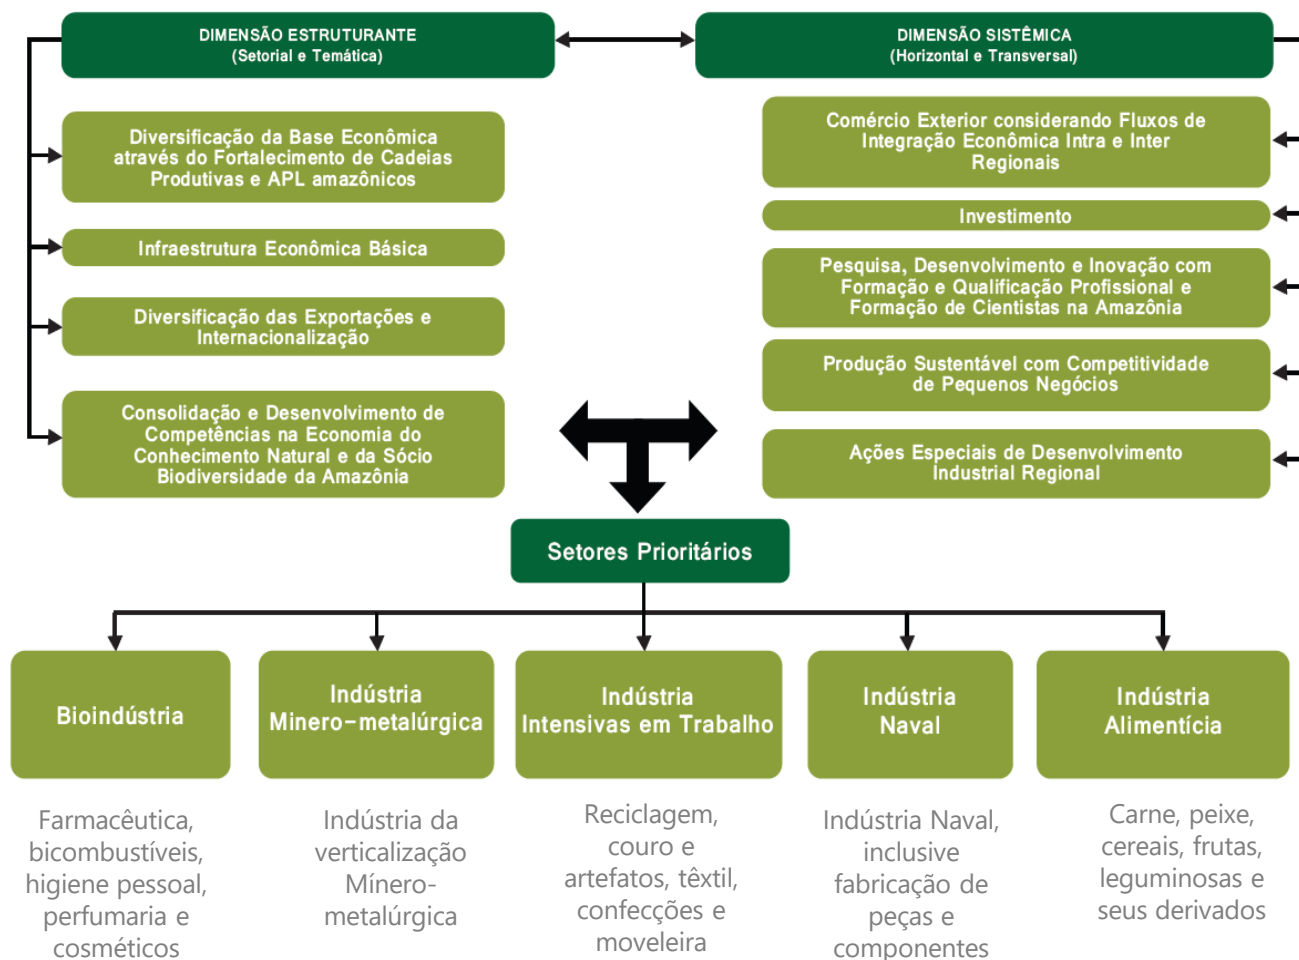 DIMENSÃO ESTRUTURANTE
(Setorial e Temática)
DIMENSÃO SISTÊMICA
(Horizontal e Transversal)
Diversificação da Base Econômica
através do Fortalecimento de Cadeias
Produtivas e APL amazônicos
Infraestrutura Econômica Básica
Diversificação das Exportações e
Internacionalização
Consolidação e Desenvolvimento de
Competências na Economia do
Conhecimento Natural e da Sócio
Biodiversidade da Amazônia
Comércio Exterior considerando Fluxos de
Integração Econômica Intra e Inter
Regionais
Investimento
Pesquisa, Desenvolvimento e Inovação com
Formação e Qualificação Profissional e
Formação de Cientistas na Amazônia
Produção Sustentável com Competitividade
de Pequenos Negócios
Ações Especiais de Desenvolvimento
Industrial Regional
Setores Prioritários
Bioindústria
Indústria
Minero-metalúrgica
Indústria
Intensivas em Trabalho
Indústria
Naval
Indústria
Alimentícia
Farmacêutica,
bicombustíveis,
higiene pessoal,
perfumaria e
cosméticos
Indústria da
verticalização
Mínero-
metalúrgica
Reciclagem,
couro e
artefatos, têxtil,
confecções e
moveleira
Indústria Naval,
inclusive
fabricação de
peças e
componentes
Carne, peixe,
cereais, frutas,
leguminosas e
seus derivados